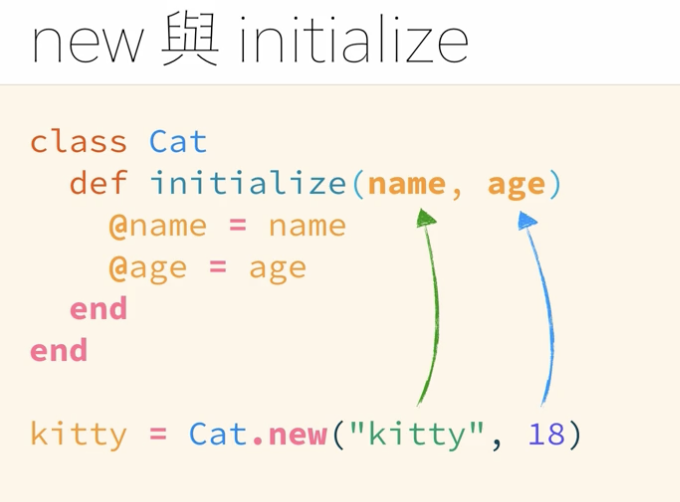 new 與 initialize
class Cat
  def initialize(name, age)
    @name = name
    @age = age
  end
end
kitty = Cat.new("kitty", 18)